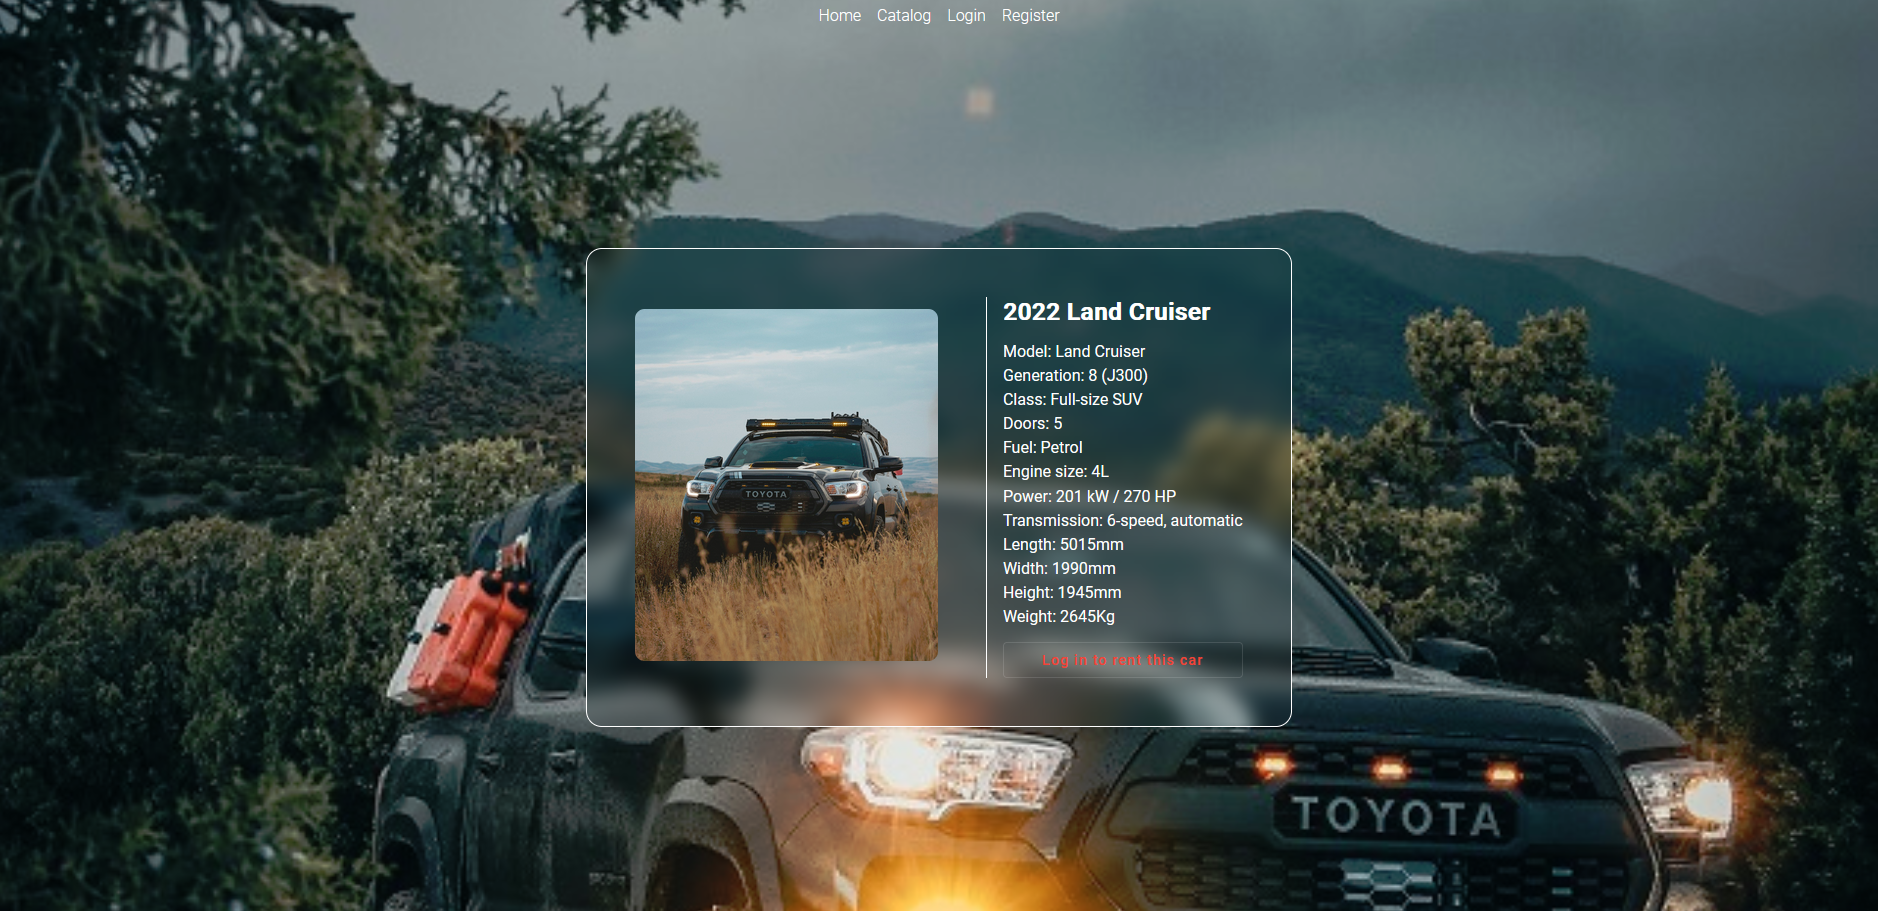 Home Catalog Login Register
2022 Land Cruiser
Model: Land Cruiser
Generation: 8 (J300)
Class: Full-size SUV
Doors: 5
Fuel: Petrol
Engine size: 4L
Power: 201 kW / 270 HP
Transmission: 6-speed, automatic
Length: 5015mm
Width: 1990mm
Height: 1945mm
Weight: 2645Kg
Log in to rent this car
TOYOTA
TOYOTA